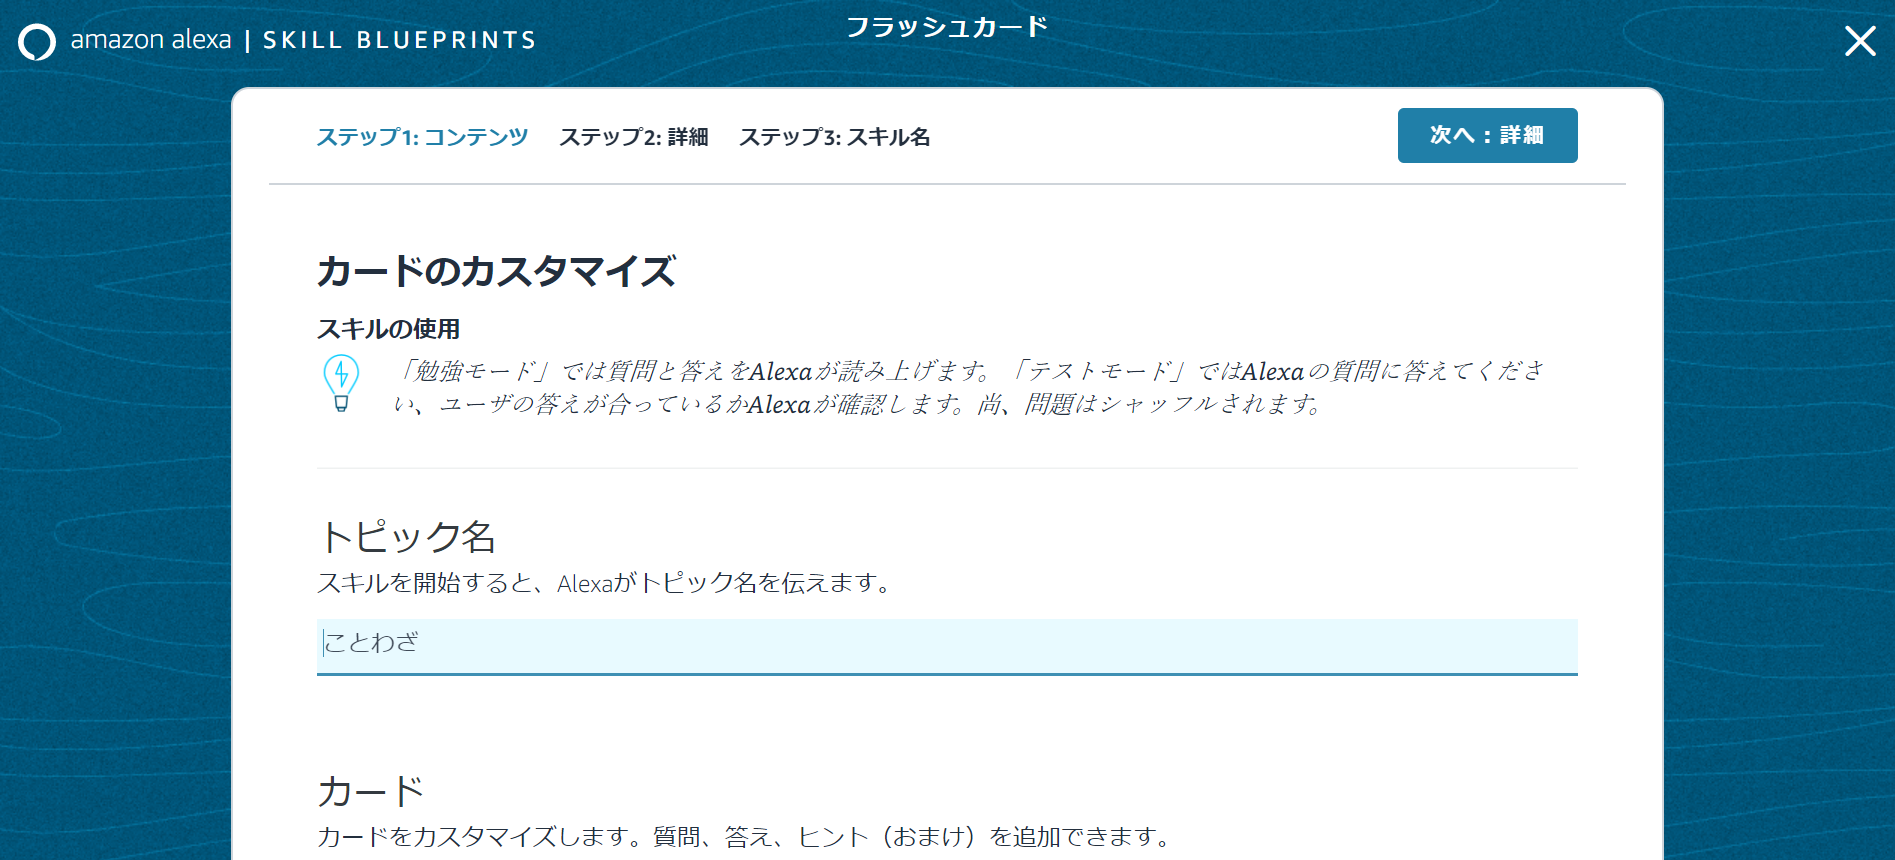 フラッシュカード
amazon alexa | SKILL BLUEPRINTS
ステップ1: コンテンツ ステップ2: 詳細 ステップ3: スキル名 次へ：詳細
カードのカスタマイズ
スキルの使用
「勉強モード」では質問と答えをAlexaが読み上げます。「テストモード」ではAlexaの質問に答えてくださ
い、ユーザの答えが合っているかAlexaが確認します。尚、問題はシャッフルされます。
トピック名
スキルを開始すると、Alexaがトピック名を伝えます。
ことわざ
カード
カードをカスタマイズします。質問、答え、ヒント（おまけ）を追加できます。